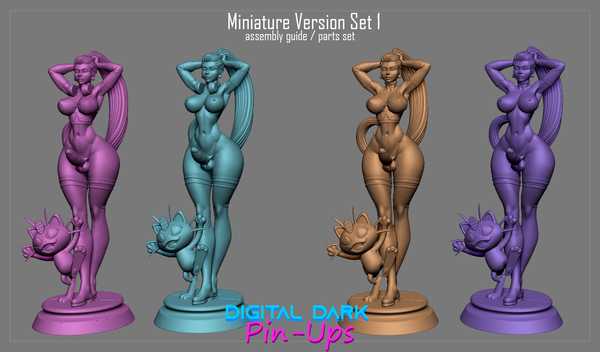 Miniature Version Set 1
assembly guide / parts set
DIGITAL DARK
Pin-Ups